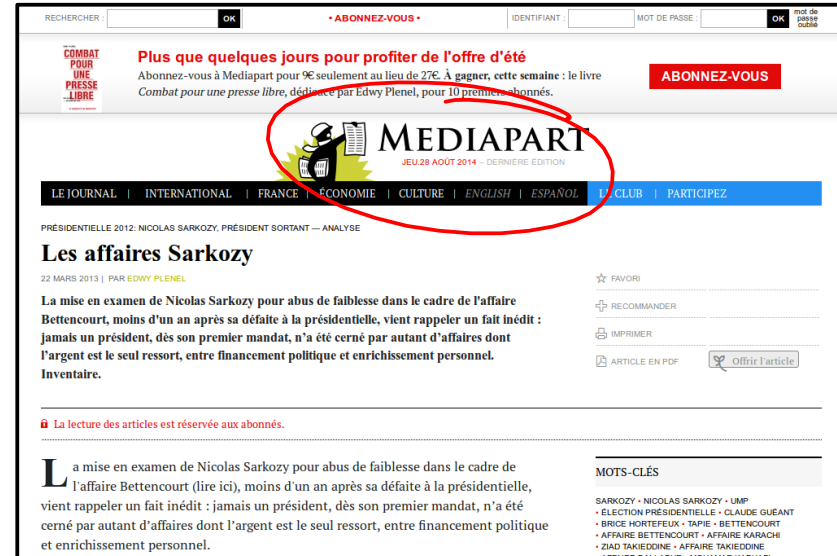 RECHERCHER :
OK
• ABONNEZ-VOUS •
IDENTIFIANT :
MOT DE PASSE :
OK
mot de
passe
oublié
COMBAT
POUR
UNE
PRESSE
LIBRE
Plus que quelques jours pour profiter de l'offre d'été
Abonnez-vous à Mediapart pour 9€ seulement au lieu de 27€. À gagner, cette semaine : le livre
Combat pour une presse libre, dédicacé par Edwy Plenel, pour 10 premiers abonnés.
ABONNEZ-VOUS
MEDIAPART
JEU.28 AOÛT 2014 – DERNIÈRE ÉDITION
LE JOURNAL | INTERNATIONAL | FRANCE | ÉCONOMIE | CULTURE | ENGLISH | ESPAÑOL LE CLUB | PARTICIPEZ
PRÉSIDENTIELLE 2012: NICOLAS SARKOZY, PRÉSIDENT SORTANT — ANALYSE
Les affaires Sarkozy
22 MARS 2013 | PAR EDWY PLENEL
La mise en examen de Nicolas Sarkozy pour abus de faiblesse dans le cadre de l'affaire
Bettencourt, moins d'un an après sa défaite à la présidentielle, vient rappeler un fait inédit :
jamais un président, dès son premier mandat, n'a été cerné par autant d'affaires dont
l'argent est le seul ressort, entre financement politique et enrichissement personnel.
Inventaire.
FAVORI
RECOMMANDER
IMPRIMER
ARTICLE EN PDF
Offrir l'article
La lecture des articles est réservée aux abonnés.
La mise en examen de Nicolas Sarkozy pour abus de faiblesse dans le cadre de
l'affaire Bettencourt (lire ici), moins d'un an après sa défaite à la présidentielle,
vient rappeler un fait inédit : jamais un président, dès son premier mandat, n'a été
cerné par autant d'affaires dont l'argent est le seul ressort, entre financement politique
et enrichissement personnel.
MOTS-CLÉS
SARKOZY • NICOLAS SARKOZY • UMP
• ÉLECTION PRÉSIDENTIELLE • CLAUDE GUÉANT
• BRICE HORTEFEUX • TAPIE • BETTENCOURT
• AFFAIRE BETTENCOURT • AFFAIRE KARACHI
• ZIAD TAKIEDDINE • AFFAIRE TAKIEDDINE